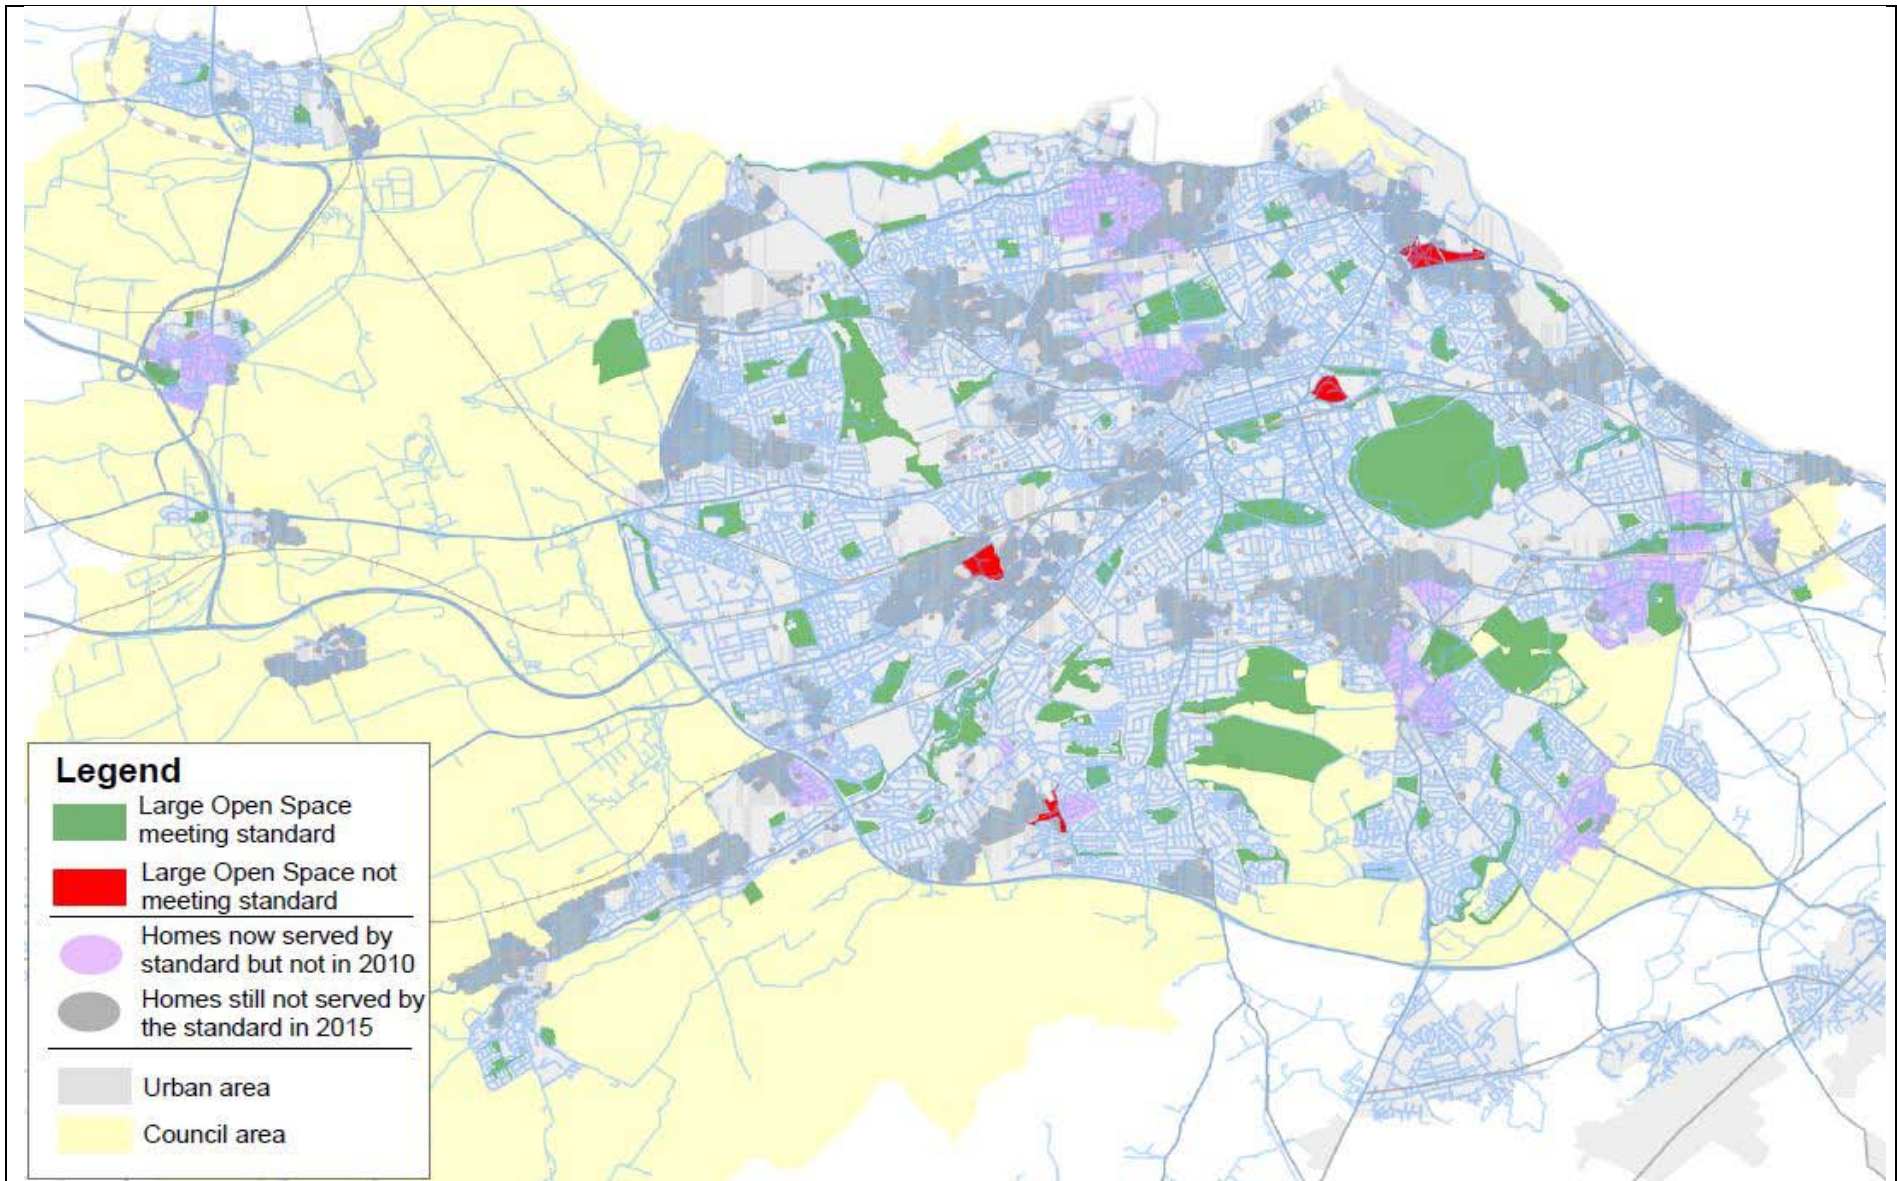 Legend
Large Open Space
meeting standard
Large Open Space not
meeting standard
Homes now served by
standard but not in 2010
Homes still not served by
the standard in 2015
Urban area
Council area